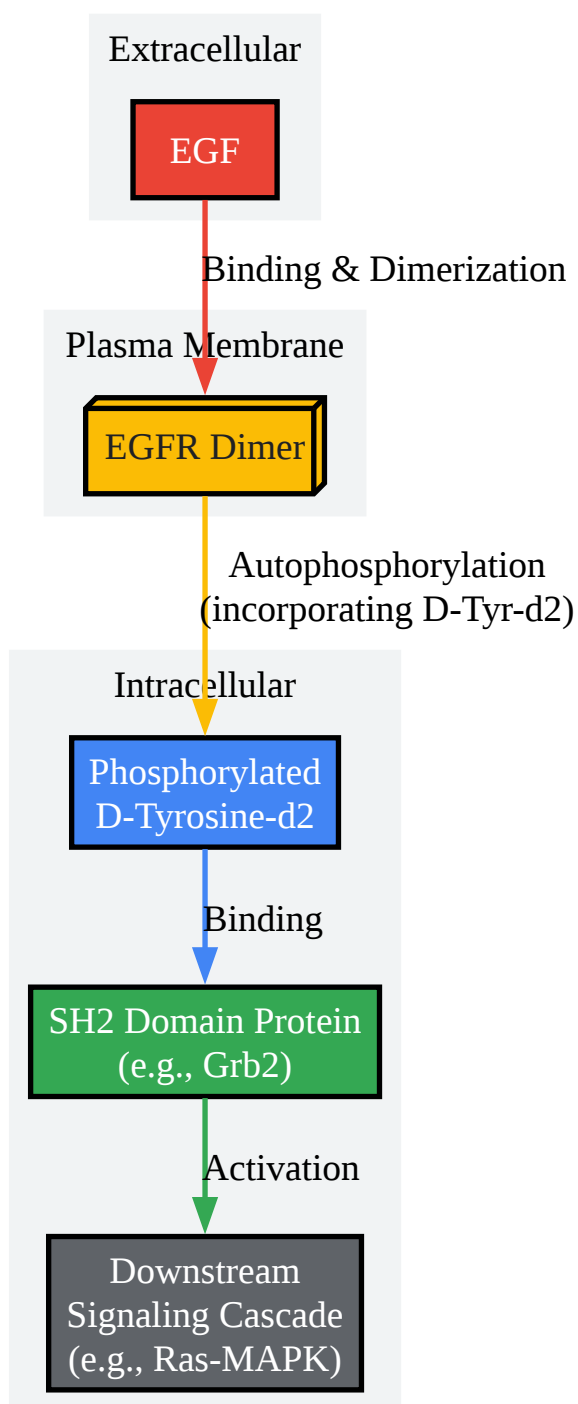 Extracellular
EGF
Binding & Dimerization
Plasma Membrane
EGFR Dimer
Autophosphorylation
(incorporating D-Tyr-d2)
Intracellular
Phosphorylated
D-Tyrosine-d2
Binding
SH2 Domain Protein
(e.g., Grb2)
Activation
Downstream
Signaling Cascade
(e.g., Ras-MAPK)